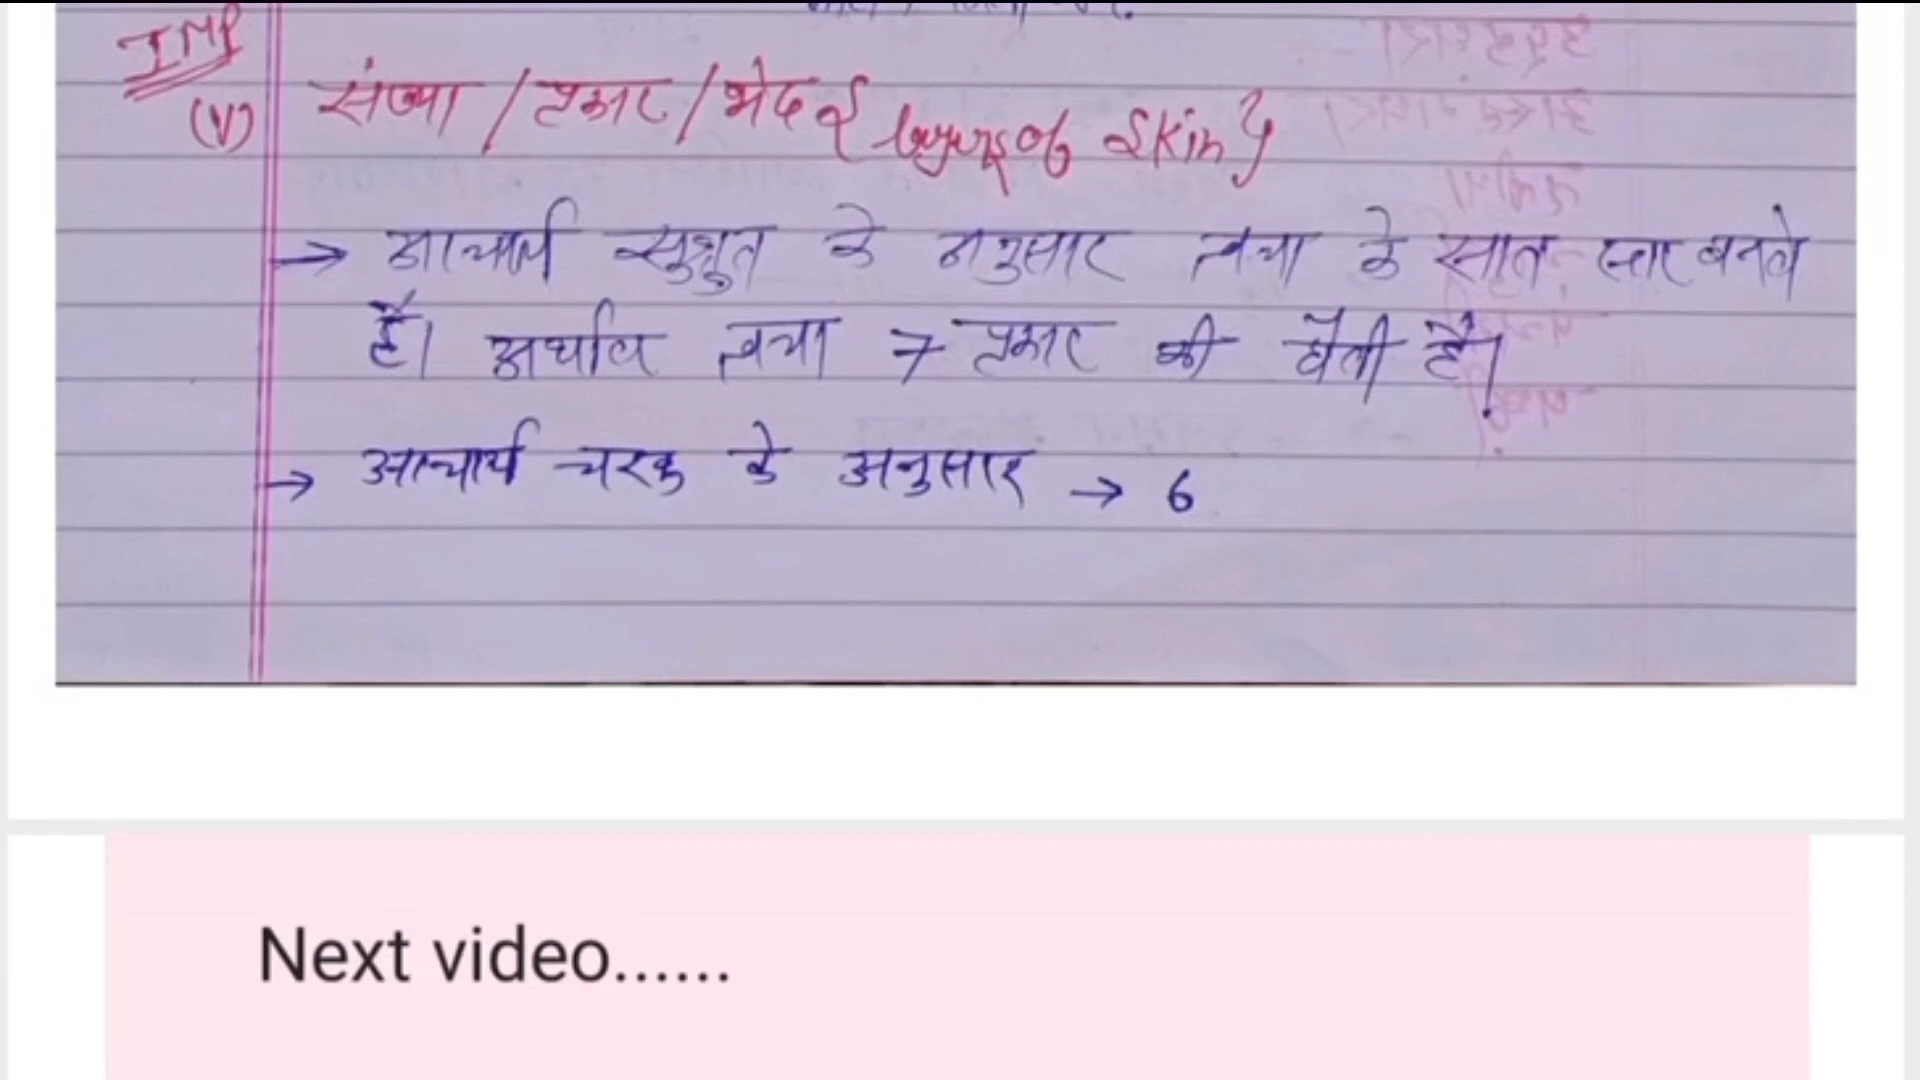 IMP
(V) संख्या / प्रकार / भेद { layers of Skin }
→ आचार्य सुश्रुत के अनुसार त्वचा के सात स्तर बनते
हैं। अर्थात त्वचा 7 प्रकार की होती है।
→ आचार्य चरक के अनुसार → 6
Next video......